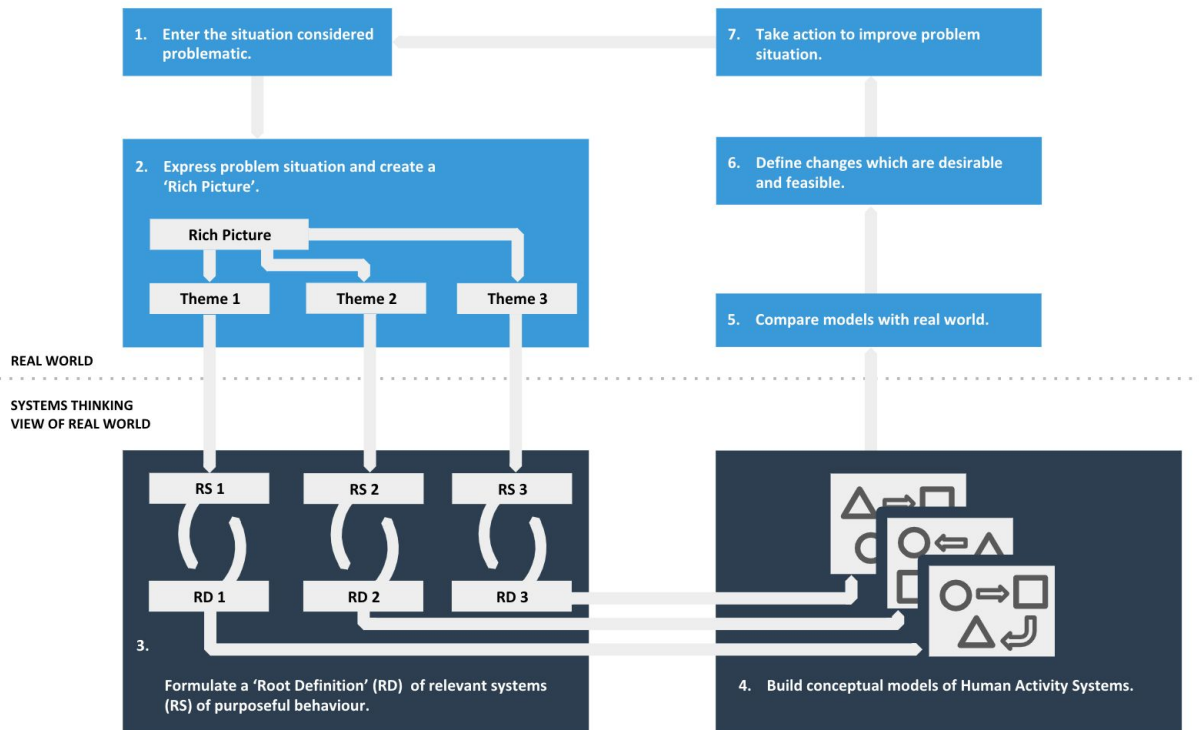 1. Enter the situation considered
problematic.
7. Take action to improve problem
situation.
2. Express problem situation and create a
‘Rich Picture’.
6. Define changes which are desirable
and feasible.
Rich Picture
Theme 1
Theme 2
Theme 3
5. Compare models with real world.
REAL WORLD
SYSTEMS THINKING
VIEW OF REAL WORLD
RS 1
RS 2
RS 3
RD 1
RD 2
RD 3
3.
Formulate a ‘Root Definition’ (RD) of relevant systems
(RS) of purposeful behaviour.
4. Build conceptual models of Human Activity Systems.